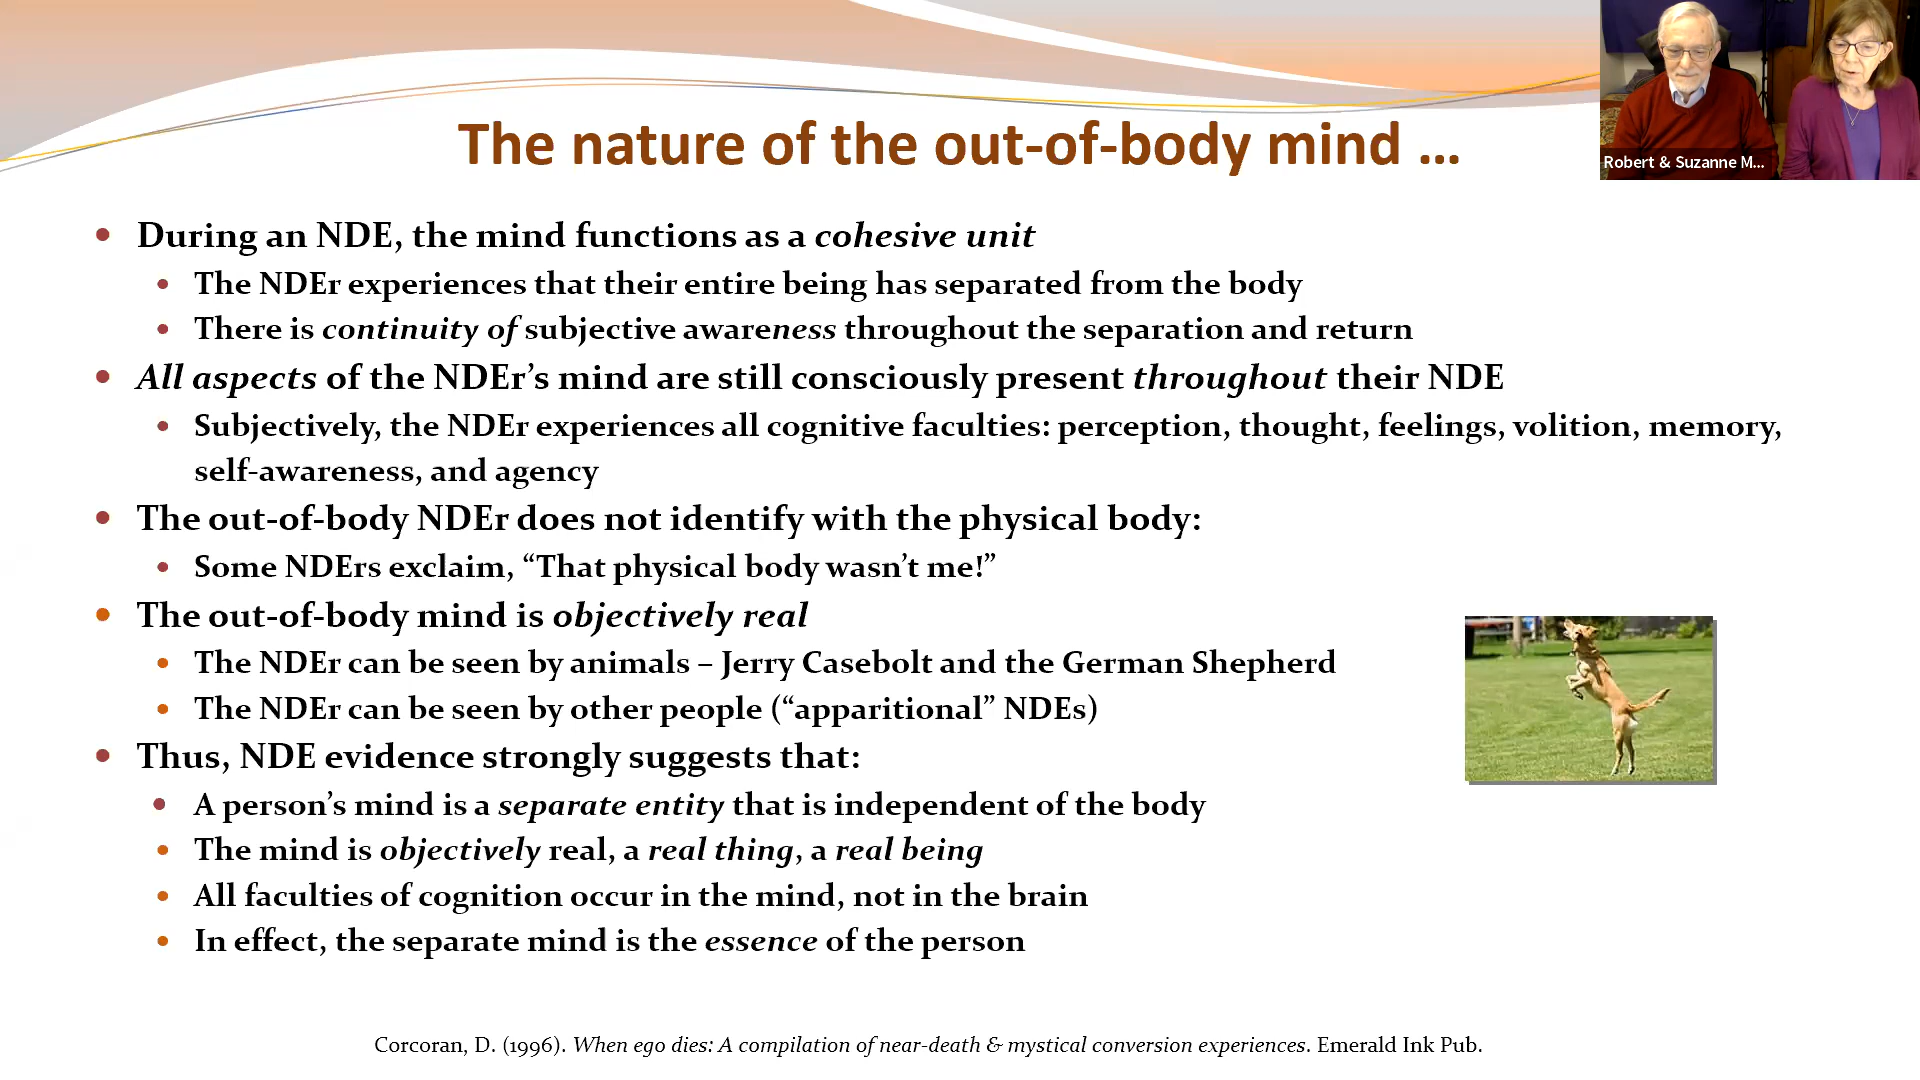 Robert & Suzanne M...
The nature of the out-of-body mind ...
• During an NDE, the mind functions as a cohesive unit
• The NDEr experiences that their entire being has separated from the body
• There is continuity of subjective awareness throughout the separation and return
• All aspects of the NDEr’s mind are still consciously present throughout their NDE
• Subjectively, the NDEr experiences all cognitive faculties: perception, thought, feelings, volition, memory,
self-awareness, and agency
• The out-of-body NDEr does not identify with the physical body:
• Some NDErs exclaim, “That physical body wasn’t me!”
• The out-of-body mind is objectively real
• The NDEr can be seen by animals – Jerry Casebolt and the German Shepherd
• The NDEr can be seen by other people (“apparitional” NDEs)
• Thus, NDE evidence strongly suggests that:
• A person’s mind is a separate entity that is independent of the body
• The mind is objectively real, a real thing, a real being
• All faculties of cognition occur in the mind, not in the brain
• In effect, the separate mind is the essence of the person
Corcoran, D. (1996). When ego dies: A compilation of near-death & mystical conversion experiences. Emerald Ink Pub.